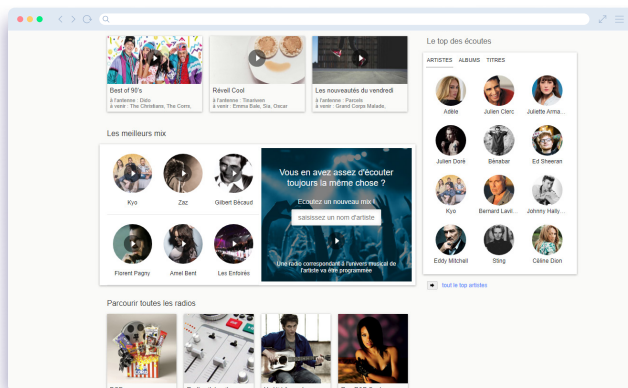 Best of 90's
à l'antenne : Dido
à venir : The Christians, The Corrs,
Réveil Cool
à l'antenne : Tinariwen
à venir : Emma Bale, Sia, Oscar
Les nouveautés du vendredi
à l'antenne : Parcels
à venir : Grand Corps Malade,
Le top des écoutes
ARTISTES ALBUMS TITRES
Adèle Julien Clerc Juliette Arma...
Julien Doré Bénabar Ed Sheeran
Kyo Bernard Lavil... Johnny Hally...
Eddy Mitchell Sting Céline Dion
tout le top artistes
Les meilleurs mix
Kyo Zaz Gilbert Bécaud
Florent Pagny Amel Bent Les Enfoirés
Vous en avez assez d'écouter
toujours la même chose ?
Ecoutez un nouveau mix !
saisissez un nom d'artiste
Une radio correspondant à l'univers musical de
l'artiste va être programmée
Parcourir toutes les radios